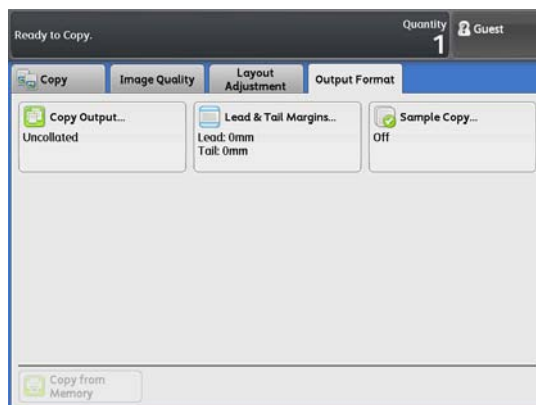 Ready to Copy.
Quantity
1
Guest
Copy
Image Quality
Layout
Adjustment
Output Format
Copy Output...
Uncollated
Lead & Tail Margins...
Lead: 0mm
Tail: 0mm
Sample Copy...
Off
Copy from
Memory